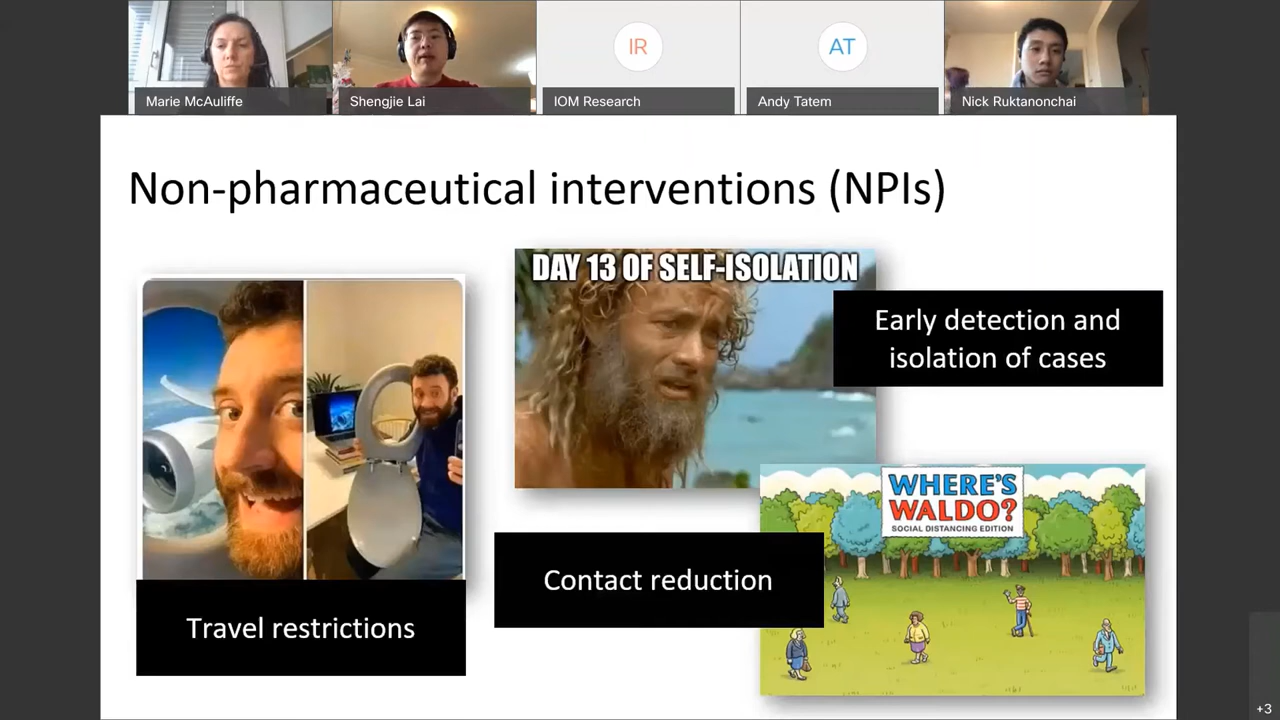 IR
AT
Marie McAuliffe
Shengjie Lai
IOM Research
Andy Tatem
Nick Ruktanonchai
Non-pharmaceutical interventions (NPIs)
DAY 13 OF SELF-ISOLATION
Early detection and
isolation of cases
WHERE'S
WALDO?
SOCIAL DISTANCING EDITION
Contact reduction
Travel restrictions
+3